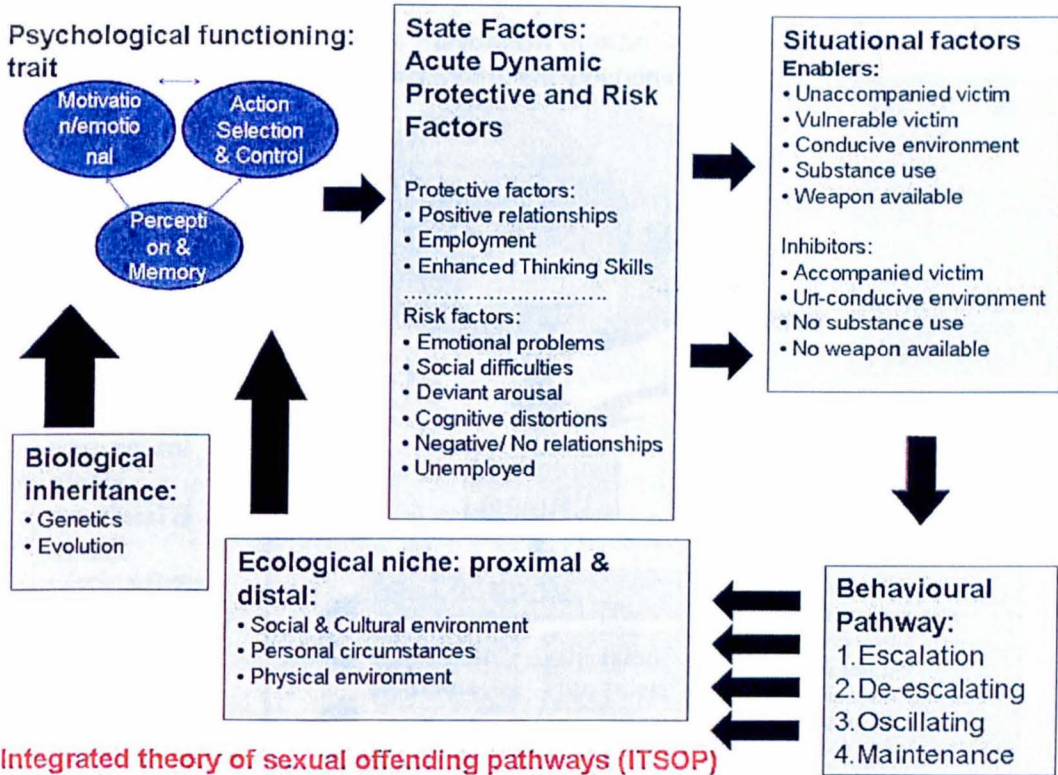 Psychological functioning:
trait
Motivatio
n/emotio
nal
Action
Selection
& Control
Percepti
on &
Memory
State Factors:
Acute Dynamic
Protective and Risk
Factors
Protective factors:
• Positive relationships
• Employment
• Enhanced Thinking Skills
..................................
Risk factors:
• Emotional problems
• Social difficulties
• Deviant arousal
• Cognitive distortions
• Negative/ No relationships
• Unemployed
Situational factors
Enablers:
• Unaccompanied victim
• Vulnerable victim
• Conducive environment
• Substance use
• Weapon available
Inhibitors:
• Accompanied victim
• Un-conducive environment
• No substance use
• No weapon available
Biological
inheritance:
• Genetics
• Evolution
Ecological niche: proximal &
distal:
• Social & Cultural environment
• Personal circumstances
• Physical environment
Behavioural
Pathway:
1.Escalation
2.De-escalating
3.Oscillating
4.Maintenance
Integrated theory of sexual offending pathways (ITSOP)